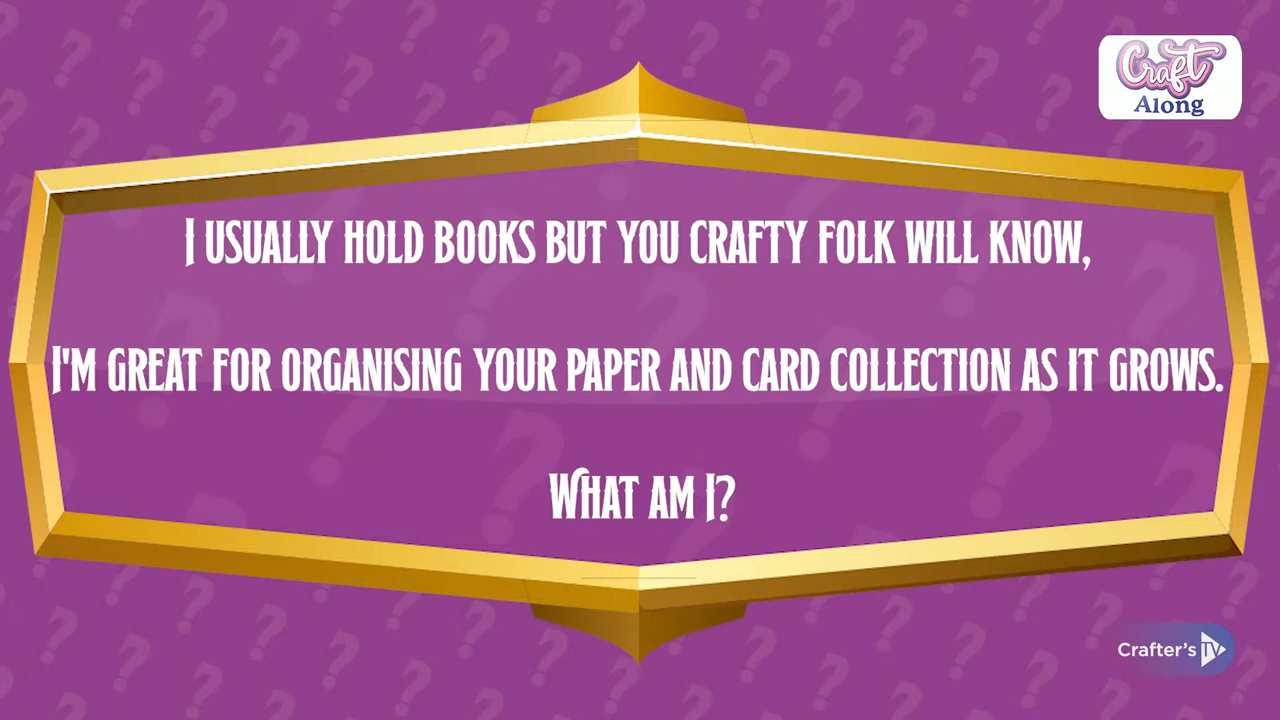 Craft
Along
I USUALLY HOLD BOOKS BUT YOU CRAFTY FOLK WILL KNOW,
I'M GREAT FOR ORGANISING YOUR PAPER AND CARD COLLECTION AS IT GROWS.
WHAT AM I?
Crafter's TV